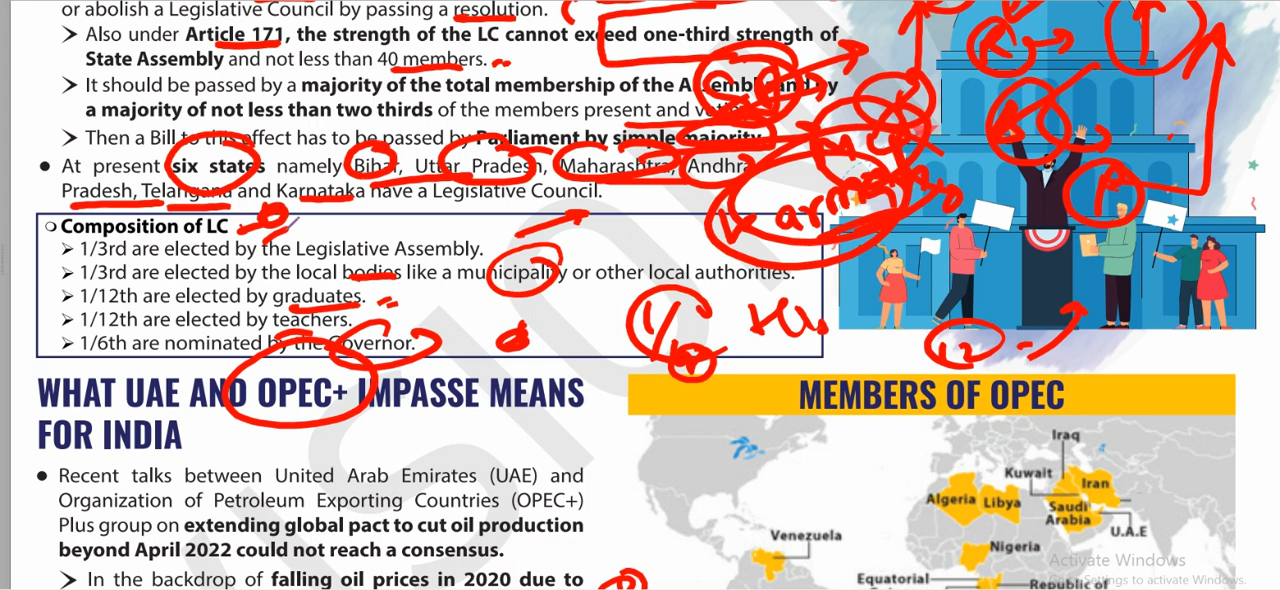 or abolish a Legislative Council by passing a resolution.
➢ Also under Article 171, the strength of the LC cannot exceed one-third strength of
State Assembly and not less than 40 members.
➢ It should be passed by a majority of the total membership of the Assembly and by
a majority of not less than two thirds of the members present and
➢ Then a Bill to this effect has to be passed by Parliament by simple majority.
• At present six states namely Bihar, Uttar Pradesh, Maharashtra, Andhra
Pradesh, Telangana and Karnataka have a Legislative Council.
Composition of LC
➢ 1/3rd are elected by the Legislative Assembly.
➢ 1/3rd are elected by the local bodies like a municipality or other local authorities.
➢ 1/12th are elected by graduates.
➢ 1/12th are elected by teachers.
➢ 1/6th are nominated by the Governor.
12
WHAT UAE AND OPEC+ IMPASSE MEANS
FOR INDIA
• Recent talks between United Arab Emirates (UAE) and
Organization of Petroleum Exporting Countries (OPEC+)
Plus group on extending global pact to cut oil production
beyond April 2022 could not reach a consensus.
➢ In the backdrop of falling oil prices in 2020 due to
MEMBERS OF OPEC
Iraq
Kuwait
Iran
Algeria
Libya
Saudi
Arabia
U.A.E
Venezuela
Nigeria
Equatorial
Republic of
Activate Windows
Settings to activate Windows.